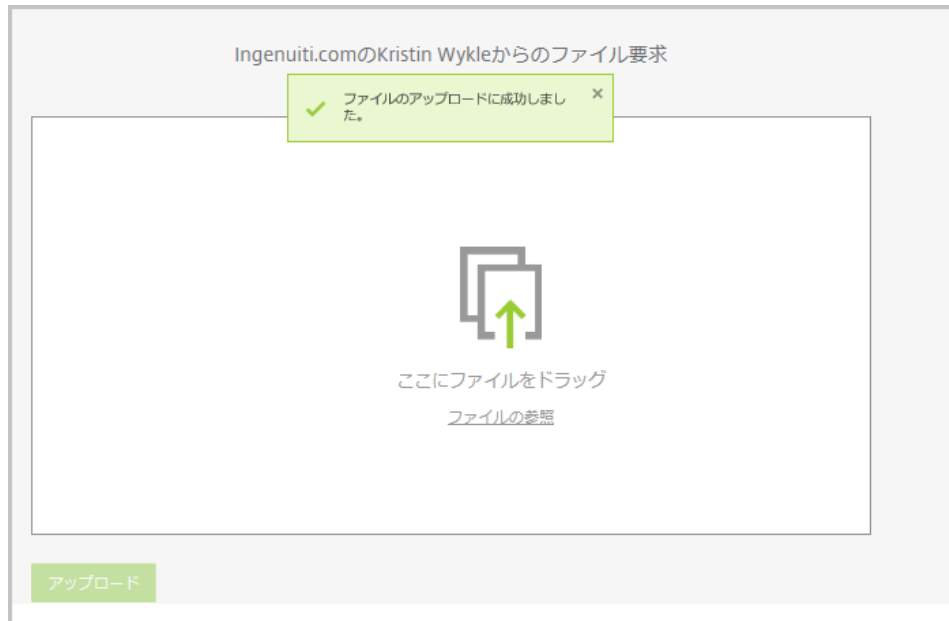 Ingenuiti.comのKristin Wykleからのファイル要求
ファイルのアップロードに成功しまし
た。
×
ここにファイルをドラッグ
ファイルの参照
アップロード